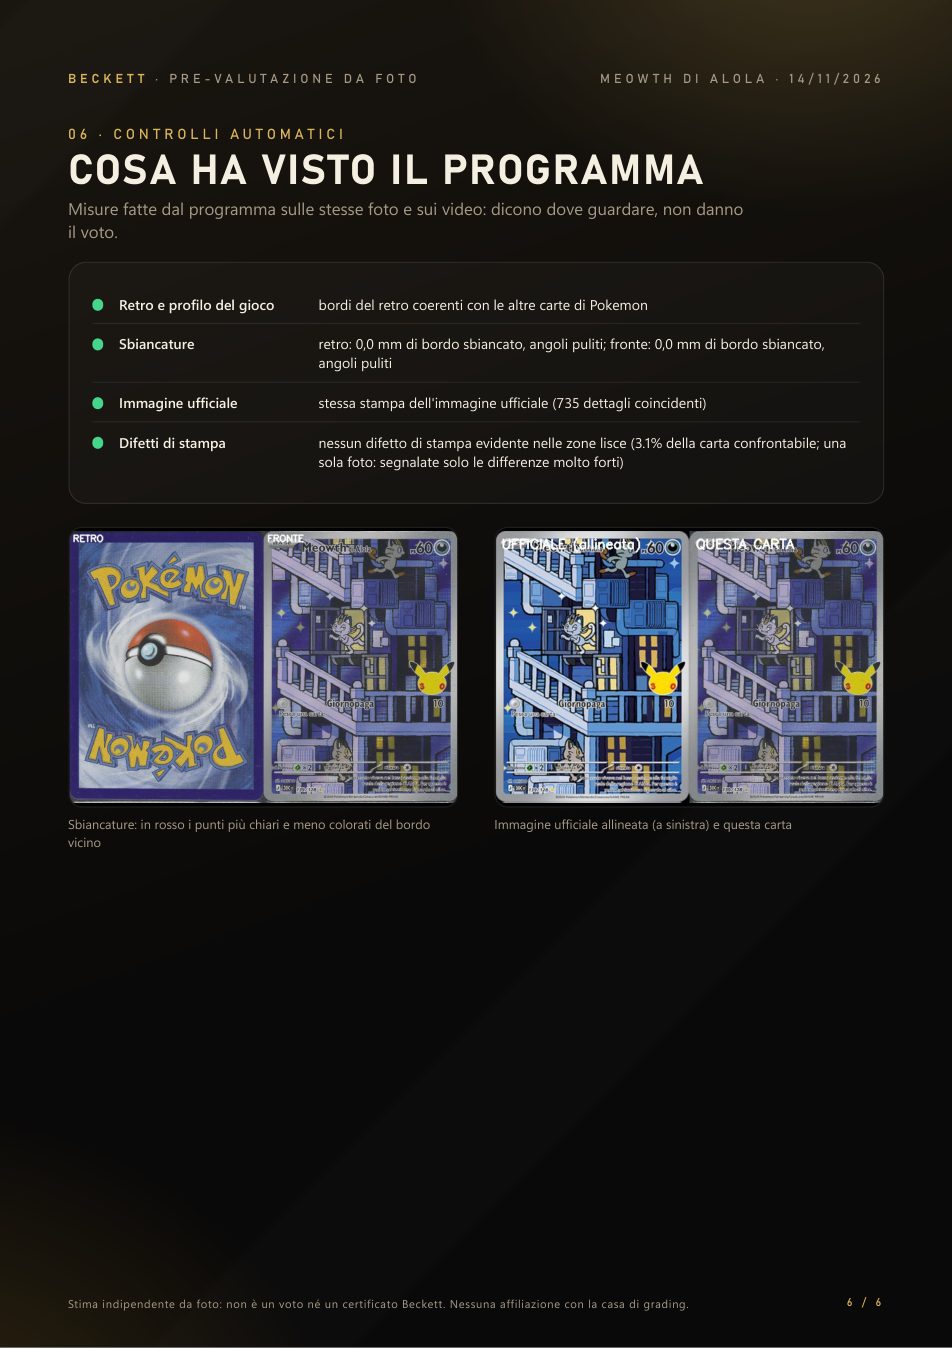 BECKETT · PRE-VALUTAZIONE DA FOTO
MEOWTH DI ALOLA · 14/11/2026
06 · CONTROLLI AUTOMATICI
COSA HA VISTO IL PROGRAMMA
Misure fatte dal programma sulle stesse foto e sui video: dicono dove guardare, non danno
il voto.
Retro e profilo del gioco
bordi del retro coerenti con le altre carte di Pokemon
Sbiancature
retro: 0,0 mm di bordo sbiancato, angoli puliti; fronte: 0,0 mm di bordo sbiancato,
angoli puliti
Immagine ufficiale
stessa stampa dell'immagine ufficiale (735 dettagli coincidenti)
Difetti di stampa
nessun difetto di stampa evidente nelle zone lisce (3.1% della carta confrontabile; una
sola foto: segnalate solo le differenze molto forti)
RETRO
POKéMON
POKéMON
FRONTE
Meowth
60
Giornopaga
10
×2
UFFICIALE (allineata)
60
Giornopaga
10
×2
QUESTA CARTA
60
Giornopaga
10
×2
Sbiancature: in rosso i punti più chiari e meno colorati del bordo
vicino
Immagine ufficiale allineata (a sinistra) e questa carta
Stima indipendente da foto: non è un voto né un certificato Beckett. Nessuna affiliazione con la casa di grading.
6 / 6